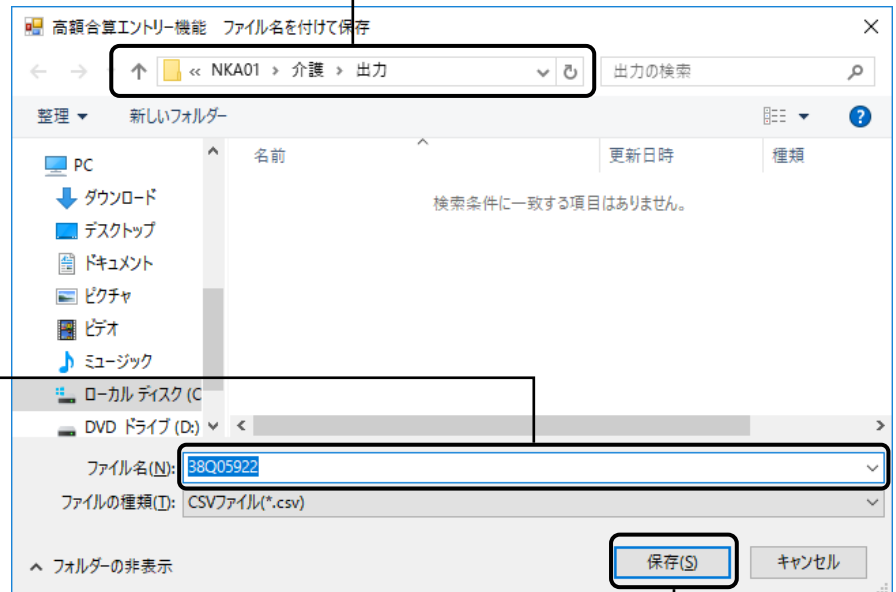 高額合算エントリー機能 ファイル名を付けて保存
« NKA01 › 介護 › 出力
出力の検索
整理 新しいフォルダー
名前 更新日時 種類
検索条件に一致する項目はありません。
PC
ダウンロード
デスクトップ
ドキュメント
ピクチャ
ビデオ
ミュージック
ローカル ディスク (C
DVD ドライブ (D:)
ファイル名(N): 38Q05922
ファイルの種類(T): CSVファイル(*.csv)
フォルダーの非表示 保存(S) キャンセル